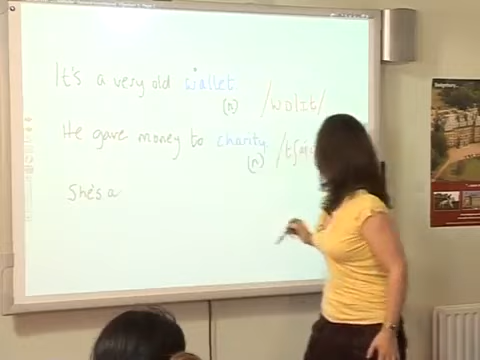 It's a very old wallet.
(n) /wɒlɪt/
He gave money to charity.
(n)
She's a